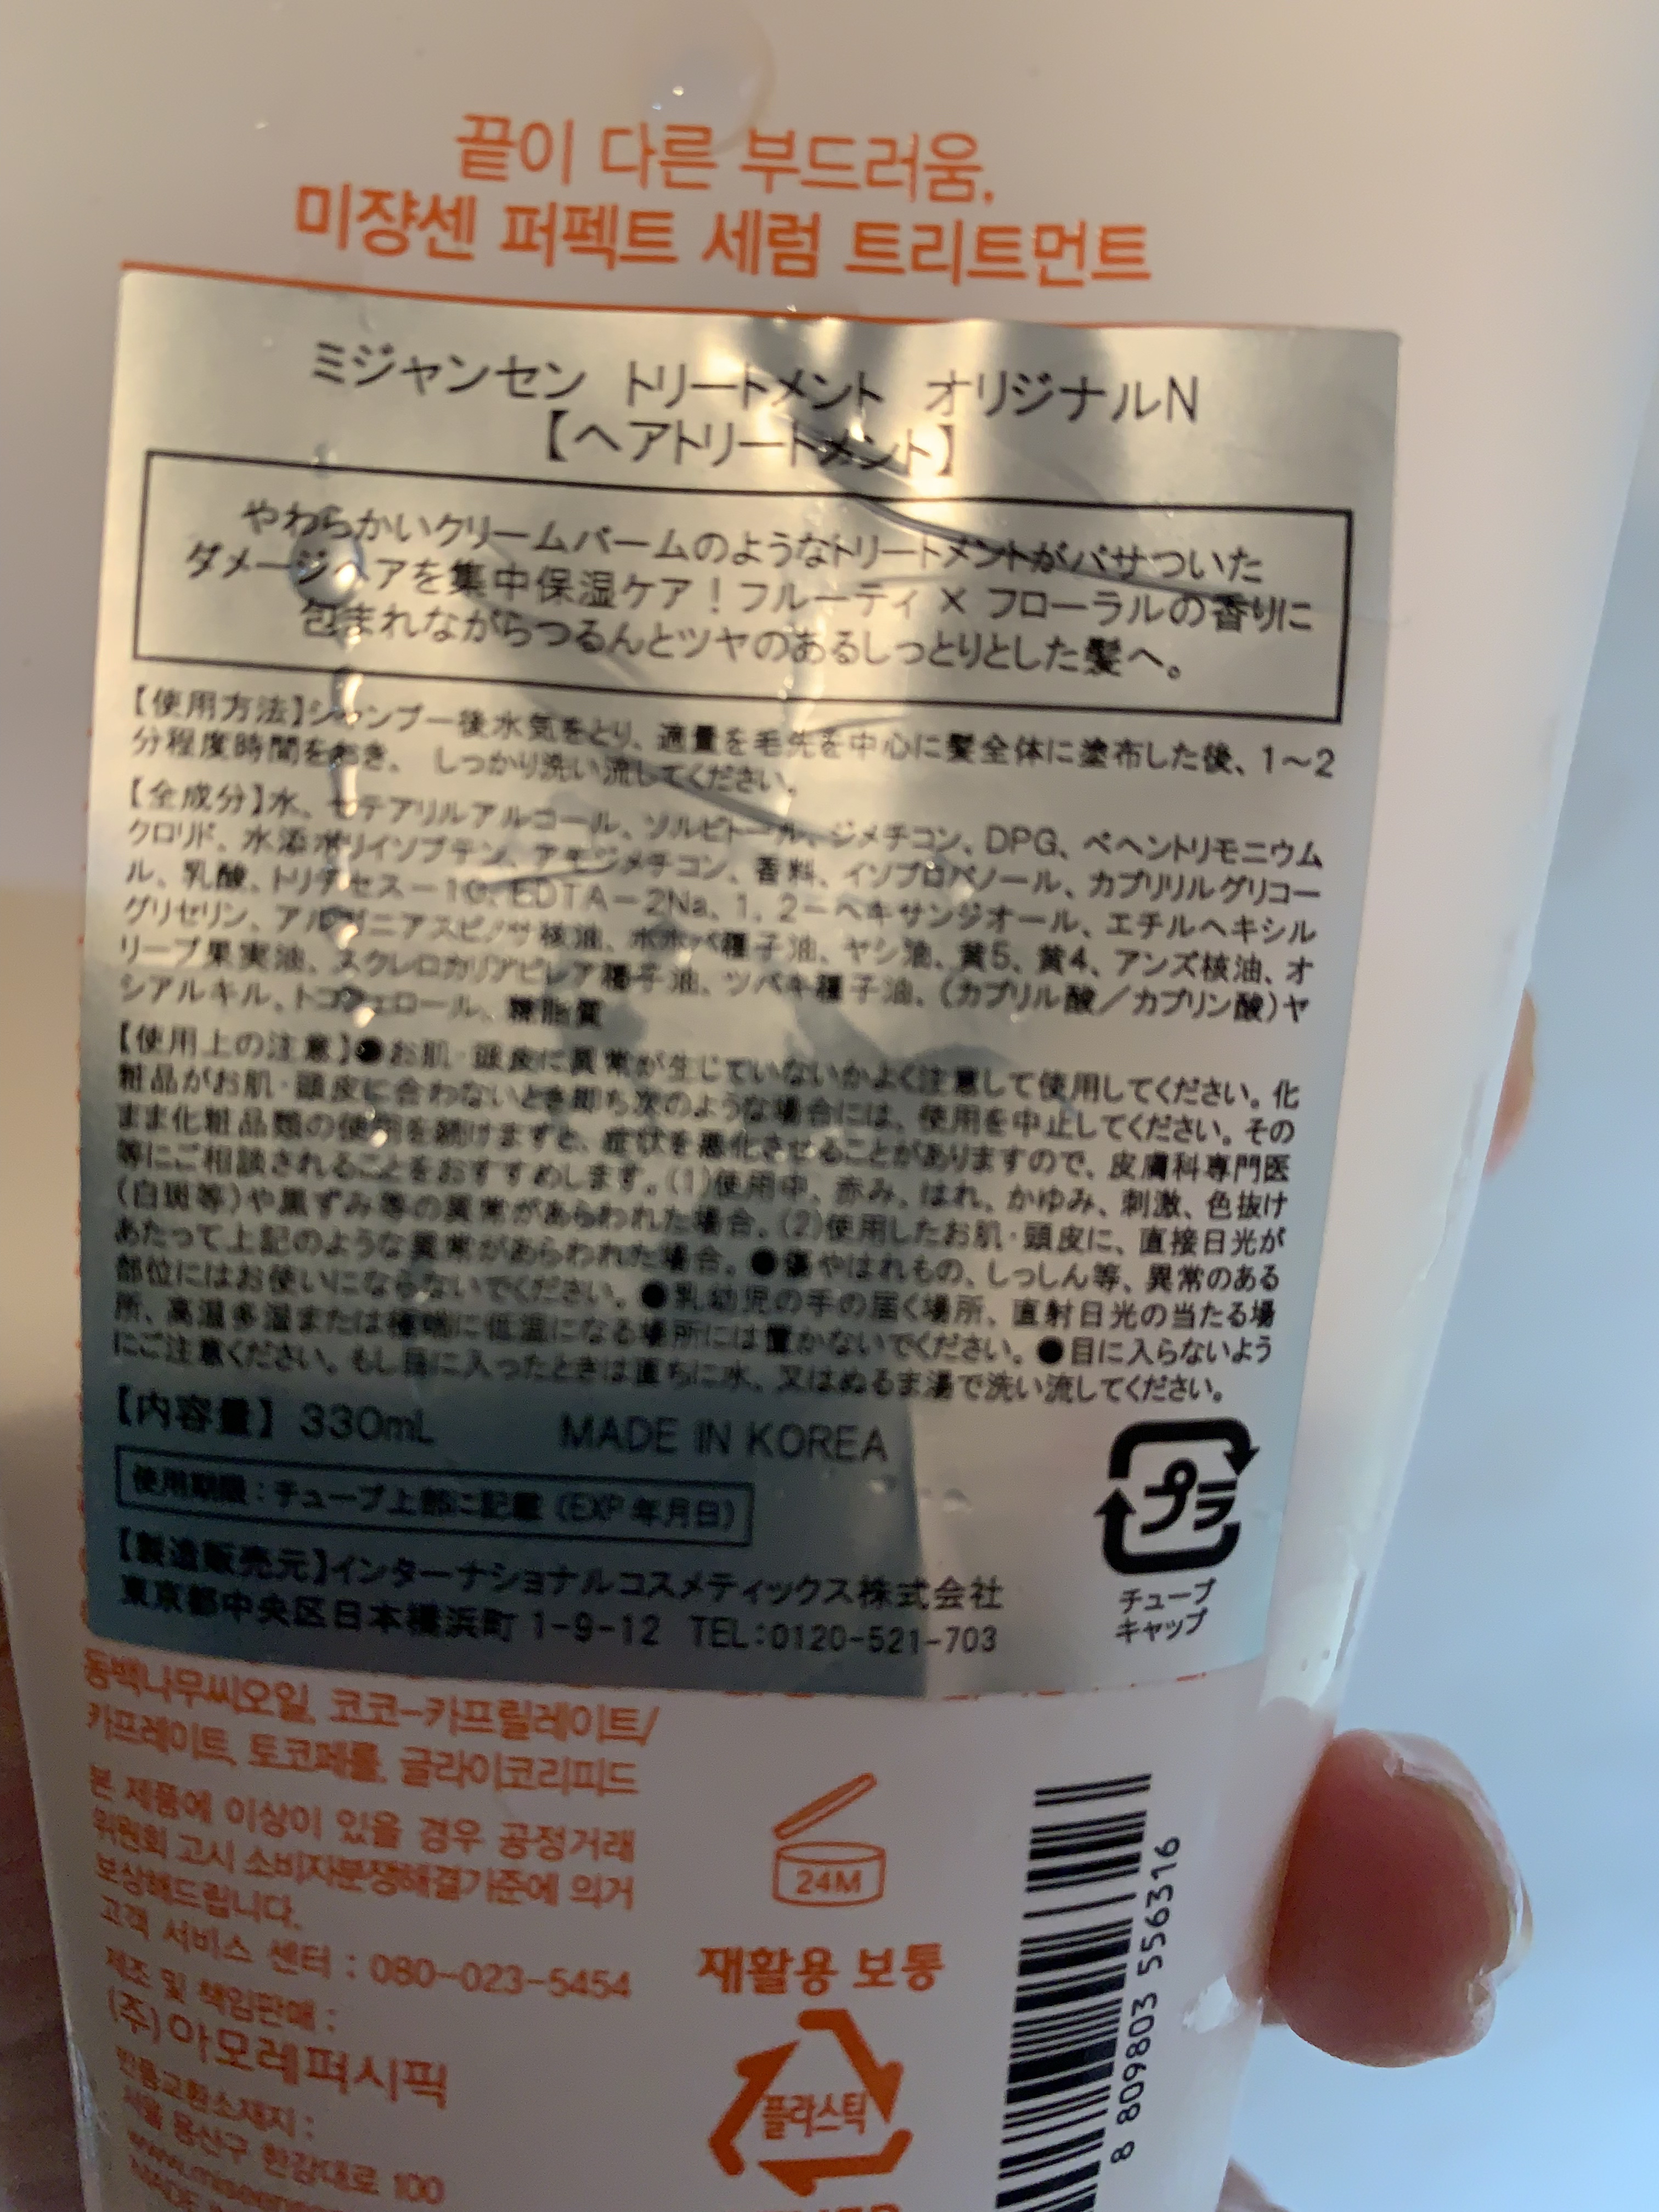 끝이 다른 부드러움,
미쟝센 퍼펙트 세럼 트리트먼트
ミジャンセン トリートメント オリジナルN
【ヘアトリートメント】
やわらかいクリームバームのようなトリートメントがパサついた
ダメージヘアを集中保湿ケア！フルーティ×フローラルの香りに
包まれながらつるんとツヤのあるしっとりとした髪へ。
【使用方法】シャンプー後水気をとり、適量を毛先を中心に髪全体に塗布した後、1〜2
分程度時間をおき、しっかり洗い流してください。
【全成分】水、セテアリルアルコール、ソルビトール、ジメチコン、DPG、ベヘントリモニウム
クロリド、水添ポリイソブテン、アモジメチコン、香料、イソプロパノール、カプリリルグリコー
ル、乳酸、トリデセス－10、EDTA－2Na、1，2－ヘキサンジオール、エチルヘキシル
グリセリン、アルガニアスピノサ核油、ホホバ種子油、ヤシ油、黄5、黄4、アンズ核油、オ
リーブ果実油、スクレロカリアビレア種子油、ツバキ種子油、(カプリル酸／カプリン酸)ヤ
シアルキル、トコフェロール、糖脂質
【使用上の注意】●お肌・頭皮に異常が生じていないかよく注意して使用してください。化
粧品がお肌・頭皮に合わないとき即ち次のような場合には、使用を中止してください。その
まま化粧品類の使用を続けますと、症状を悪化させることがありますので、皮膚科専門医
等にご相談されることをおすすめします。(1)使用中、赤み、はれ、かゆみ、刺激、色抜け
(白斑等)や黒ずみ等の異常があらわれた場合。(2)使用したお肌・頭皮に、直接日光が
あたって上記のような異常があらわれた場合。●傷やはれもの、しっしん等、異常のある
部位にはお使いにならないでください。●乳幼児の手の届く場所、直射日光の当たる場
所、高温多湿または極端に低温になる場所には置かないでください。●目に入らないよう
にご注意ください。もし目に入ったときは直ちに水、又はぬるま湯で洗い流してください。
【内容量】330mL MADE IN KOREA
使用期限：チューブ上部に記載（EXP 年月日）
【製造販売元】インターナショナルコスメティックス株式会社
東京都中央区日本橋浜町 1-9-12 TEL：0120-521-703
プラ
チューブ
キャップ
동백나무씨오일, 코코-카프릴레이트/
카프레이트, 토코페롤, 글라이코리피드
본 제품에 이상이 있을 경우 공정거래
위원회 고시 소비자분쟁해결기준에 의거
보상해드립니다.
고객 서비스 센터 : 080-023-5454
제조 및 책임판매 :
(주)아모레퍼시픽
반품교환소재지 :
서울 용산구 한강대로 100
24M
재활용 보통
플라스틱
8 809803 556316